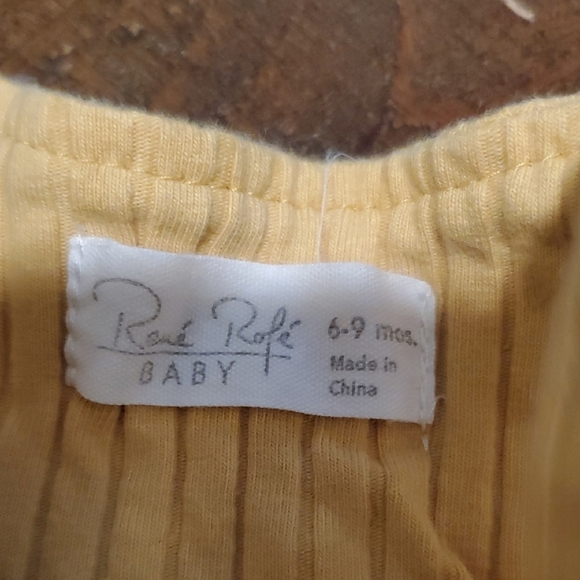 René Rofé
BABY
6-9 mos.
Made in
China